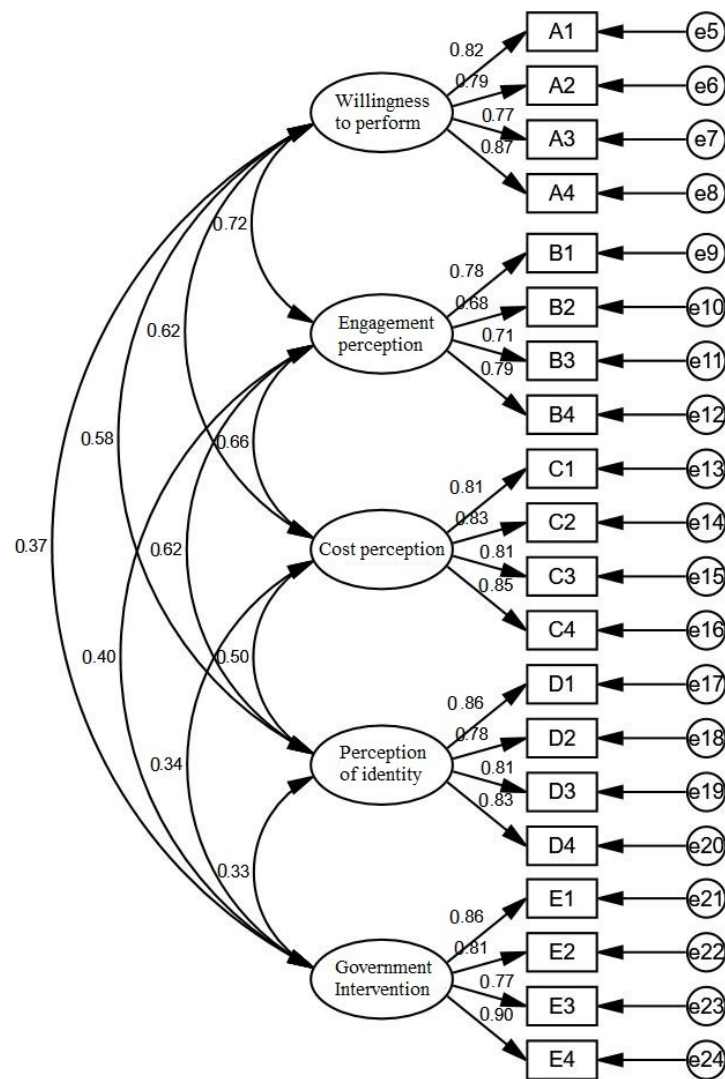 A1
e5
0.82
A2
e6
0.79
Willingness
to perform
0.77
A3
e7
0.87
A4
e8
0.72
B1
e9
0.78
B2
e10
0.68
Engagement
perception
0.71
B3
e11
0.79
B4
e12
0.62
0.58
0.66
C1
e13
0.81
C2
e14
0.83
Cost perception
0.81
C3
e15
0.85
C4
e16
0.37
0.62
0.40
0.50
D1
e17
0.86
D2
e18
0.78
Perception
of identity
0.81
D3
e19
0.83
D4
e20
0.34
0.33
E1
e21
0.86
E2
e22
0.81
Government
Intervention
0.77
E3
e23
0.90
E4
e24